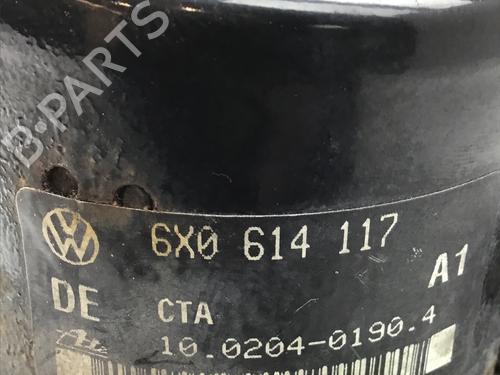 B-PARTS
6X0 614 117
A1
DE CTA
10.0204-0190.4